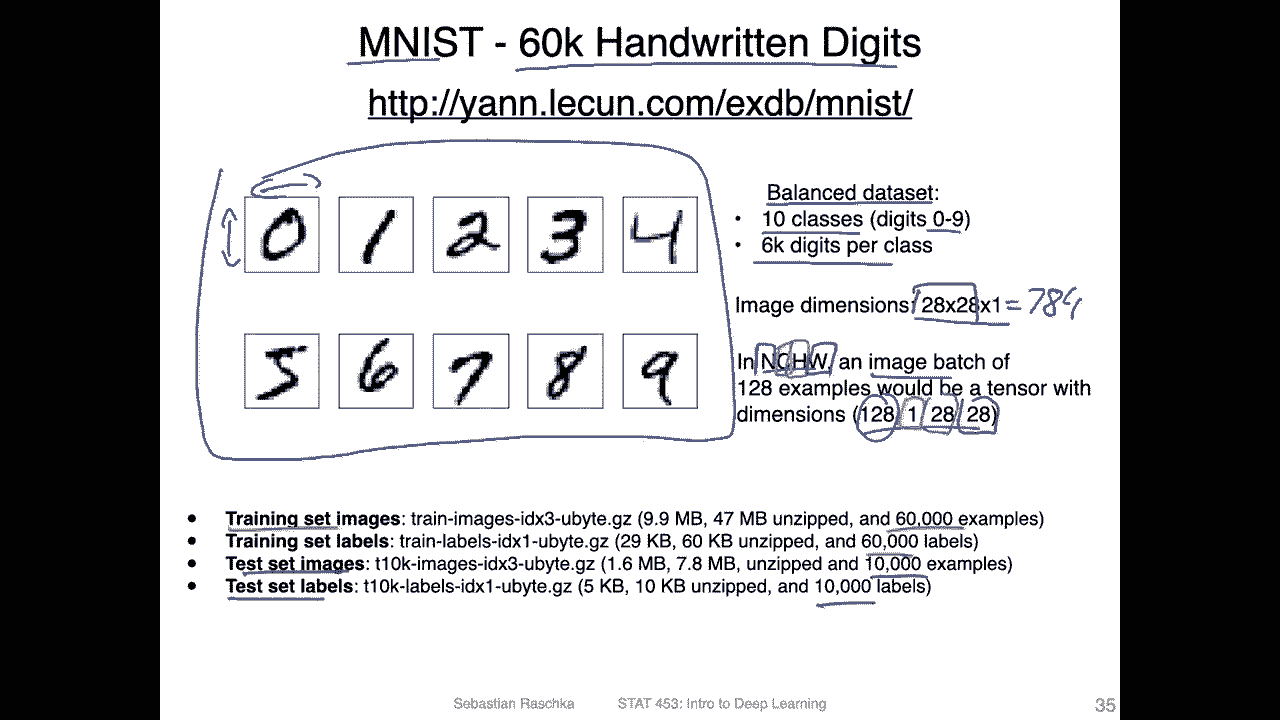 MNIST - 60k Handwritten Digits
http://yann.lecun.com/exdb/mnist/
0 1 2 3 4
5 6 7 8 9
Balanced dataset:
• 10 classes (digits 0-9)
• 6k digits per class
Image dimensions: 28x28x1 = 784
In NCHW, an image batch of
128 examples would be a tensor with
dimensions (128, 1, 28, 28)
• Training set images: train-images-idx3-ubyte.gz (9.9 MB, 47 MB unzipped, and 60,000 examples)
• Training set labels: train-labels-idx1-ubyte.gz (29 KB, 60 KB unzipped, and 60,000 labels)
• Test set images: t10k-images-idx3-ubyte.gz (1.6 MB, 7.8 MB, unzipped and 10,000 examples)
• Test set labels: t10k-labels-idx1-ubyte.gz (5 KB, 10 KB unzipped, and 10,000 labels)
Sebastian Raschka STAT 453: Intro to Deep Learning 35